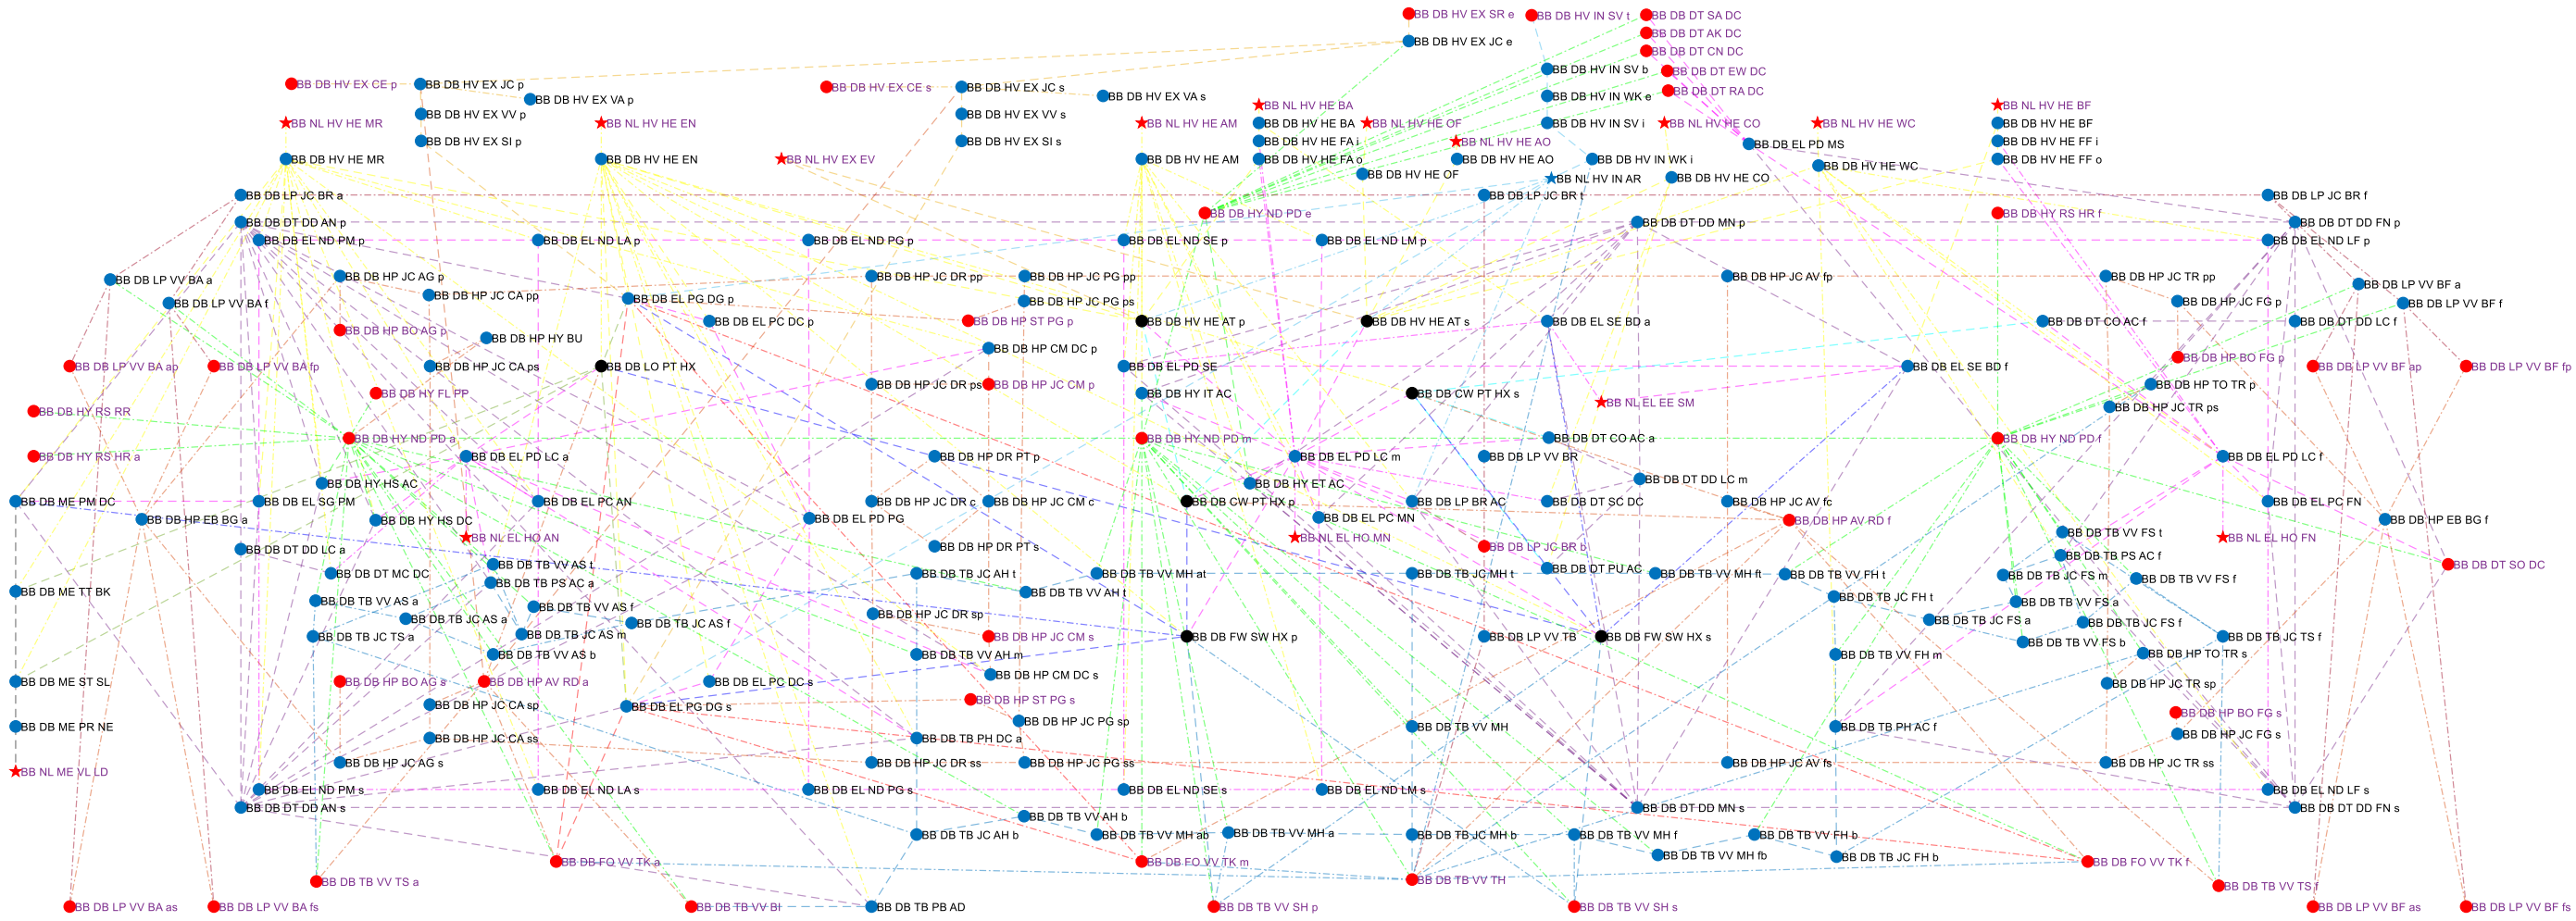 BB DB HV EX SR e
BB DB HV IN SV t
BB DB DT SA DC
BB DB DT AK DC
BB DB HV EX JC e
BB DB DT CN DC
BB DB HV IN SV b
BB DB DT EW DC
BB DB HV EX CE p
BB DB HV EX JC p
BB DB HV EX CE s
BB DB HV EX JC s
BB DB DT RA DC
BB DB HV EX VA p
BB DB HV EX VA s
BB DB HV IN WK e
BB NL HV HE BA
BB NL HV HE BF
BB DB HV EX VV p
BB DB HV EX VV s
BB NL HV HE MR
BB NL HV HE EN
BB NL HV HE AM
BB DB HV HE BA
BB NL HV HE OF
BB DB HV IN SV i
BB NL HV HE CO
BB NL HV HE WC
BB DB HV HE BF
BB DB HV EX SI p
BB DB HV EX SI s
BB DB HV HE FA i
BB NL HV HE AO
BB DB EL PD MS
BB DB HV HE FF i
BB DB HV HE MR
BB DB HV HE EN
BB NL HV EX EV
BB DB HV HE AM
BB DB HV HE FA o
BB DB HV HE AO
BB DB HV IN WK i
BB DB HV HE WC
BB DB HV HE FF o
BB DB HV HE OF
BB NL HV IN AR
BB DB HV HE CO
BB DB LP JC BR a
BB DB LP JC BR t
BB DB LP JC BR f
BB DB HY ND PD e
BB DB HY RS HR f
BB DB DT DD AN p
BB DB DT DD MN p
BB DB DT DD FN p
BB DB EL ND PM p
BB DB EL ND LA p
BB DB EL ND PG p
BB DB EL ND SE p
BB DB EL ND LM p
BB DB EL ND LF p
BB DB LP VV BA a
BB DB HP JC AG p
BB DB HP JC DR pp
BB DB HP JC PG pp
BB DB HP JC AV fp
BB DB HP JC TR pp
BB DB LP VV BF a
BB DB LP VV BA f
BB DB HP JC CA pp
BB DB EL PG DG p
BB DB HP JC PG ps
BB DB HP JC FG p
BB DB LP VV BF f
BB DB HP BO AG p
BB DB EL PC DC p
BB DB HP ST PG p
BB DB HV HE AT p
BB DB HV HE AT s
BB DB EL SE BD a
BB DB DT CO AC f
BB DB DT DD LC f
BB DB HP HY BU
BB DB HP CM DC p
BB DB HP BO FG p
BB DB LP VV BA ap
BB DB LP VV BA fp
BB DB HP JC CA ps
BB DB LO PT HX
BB DB EL PD SE
BB DB EL SE BD f
BB DB LP VV BF ap
BB DB LP VV BF fp
BB DB HY FL PP
BB DB HP JC DR ps
BB DB HP JC CM p
BB DB HY IT AC
BB DB CW PT HX s
BB NL EL EE SM
BB DB HP TO TR p
BB DB HP JC TR ps
BB DB HY RS RR
BB DB HY ND PD a
BB DB HY ND PD m
BB DB DT CO AC a
BB DB HY ND PD f
BB DB HY RS HR a
BB DB EL PD LC a
BB DB HP DR PT p
BB DB EL PD LC m
BB DB LP VV BR
BB DB EL PD LC f
BB DB HY HS AC
BB DB HY ET AC
BB DB DT DD LC m
BB DB ME PM DC
BB DB EL SG PM
BB DB EL PC AN
BB DB HP JC DR c
BB DB HP JC CM c
BB DB CW PT HX p
BB DB LP BR AC
BB DB DT SC DC
BB DB HP JC AV fc
BB DB EL PC FN
BB DB HP EB BG a
BB DB HY HS DC
BB DB EL PD PG
BB DB EL PC MN
BB DB HP AV RD f
BB DB HP EB BG f
BB NL EL HO AN
BB NL EL HO MN
BB DB TB VV FS t
BB NL EL HO FN
BB DB DT DD LC a
BB DB HP DR PT s
BB DB LP JC BR b
BB DB TB PS AC f
BB DB TB VV AS t
BB DB DT PU AC
BB DB DT SO DC
BB DB DT MC DC
BB DB TB PS AC a
BB DB TB JC AH t
BB DB TB VV MH at
BB DB TB JC MH t
BB DB TB VV MH ft
BB DB TB VV FH t
BB DB TB JC FS m
BB DB TB VV FS f
BB DB ME TT BK
BB DB TB VV AS a
BB DB TB VV AS f
BB DB TB VV AH t
BB DB TB JC FH t
BB DB TB VV FS a
BB DB TB JC AS a
BB DB TB JC AS f
BB DB HP JC DR sp
BB DB TB JC FS a
BB DB TB JC FS f
BB DB TB JC TS a
BB DB TB JC AS m
BB DB HP JC CM s
BB DB FW SW HX p
BB DB LP VV TB
BB DB FW SW HX s
BB DB TB VV FS b
BB DB TB JC TS f
BB DB TB VV AS b
BB DB TB VV AH m
BB DB TB VV FH m
BB DB HP TO TR s
BB DB ME ST SL
BB DB HP BO AG s
BB DB HP AV RD a
BB DB EL PC DC s
BB DB HP CM DC s
BB DB HP JC TR sp
BB DB HP JC CA sp
BB DB EL PG DG s
BB DB HP ST PG s
BB DB HP BO FG s
BB DB ME PR NE
BB DB HP JC PG sp
BB DB TB VV MH
BB DB TB PH AC f
BB DB HP JC CA ss
BB DB TB PH DC a
BB DB HP JC FG s
BB NL ME VL LD
BB DB HP JC AG s
BB DB HP JC DR ss
BB DB HP JC PG ss
BB DB HP JC AV fs
BB DB HP JC TR ss
BB DB EL ND PM s
BB DB EL ND LA s
BB DB EL ND PG s
BB DB EL ND SE s
BB DB EL ND LM s
BB DB EL ND LF s
BB DB DT DD AN s
BB DB DT DD MN s
BB DB DT DD FN s
BB DB TB VV AH b
BB DB TB JC AH b
BB DB TB VV MH ab
BB DB TB VV MH a
BB DB TB JC MH b
BB DB TB VV MH f
BB DB TB VV FH b
BB DB TB VV MH fb
BB DB TB JC FH b
BB DB FO VV TK a
BB DB FO VV TK m
BB DB FO VV TK f
BB DB TB VV TS a
BB DB TB VV TH
BB DB TB VV TS f
BB DB LP VV BA as
BB DB LP VV BA fs
BB DB TB VV BI
BB DB TB PB AD
BB DB TB VV SH p
BB DB TB VV SH s
BB DB LP VV BF as
BB DB LP VV BF fs